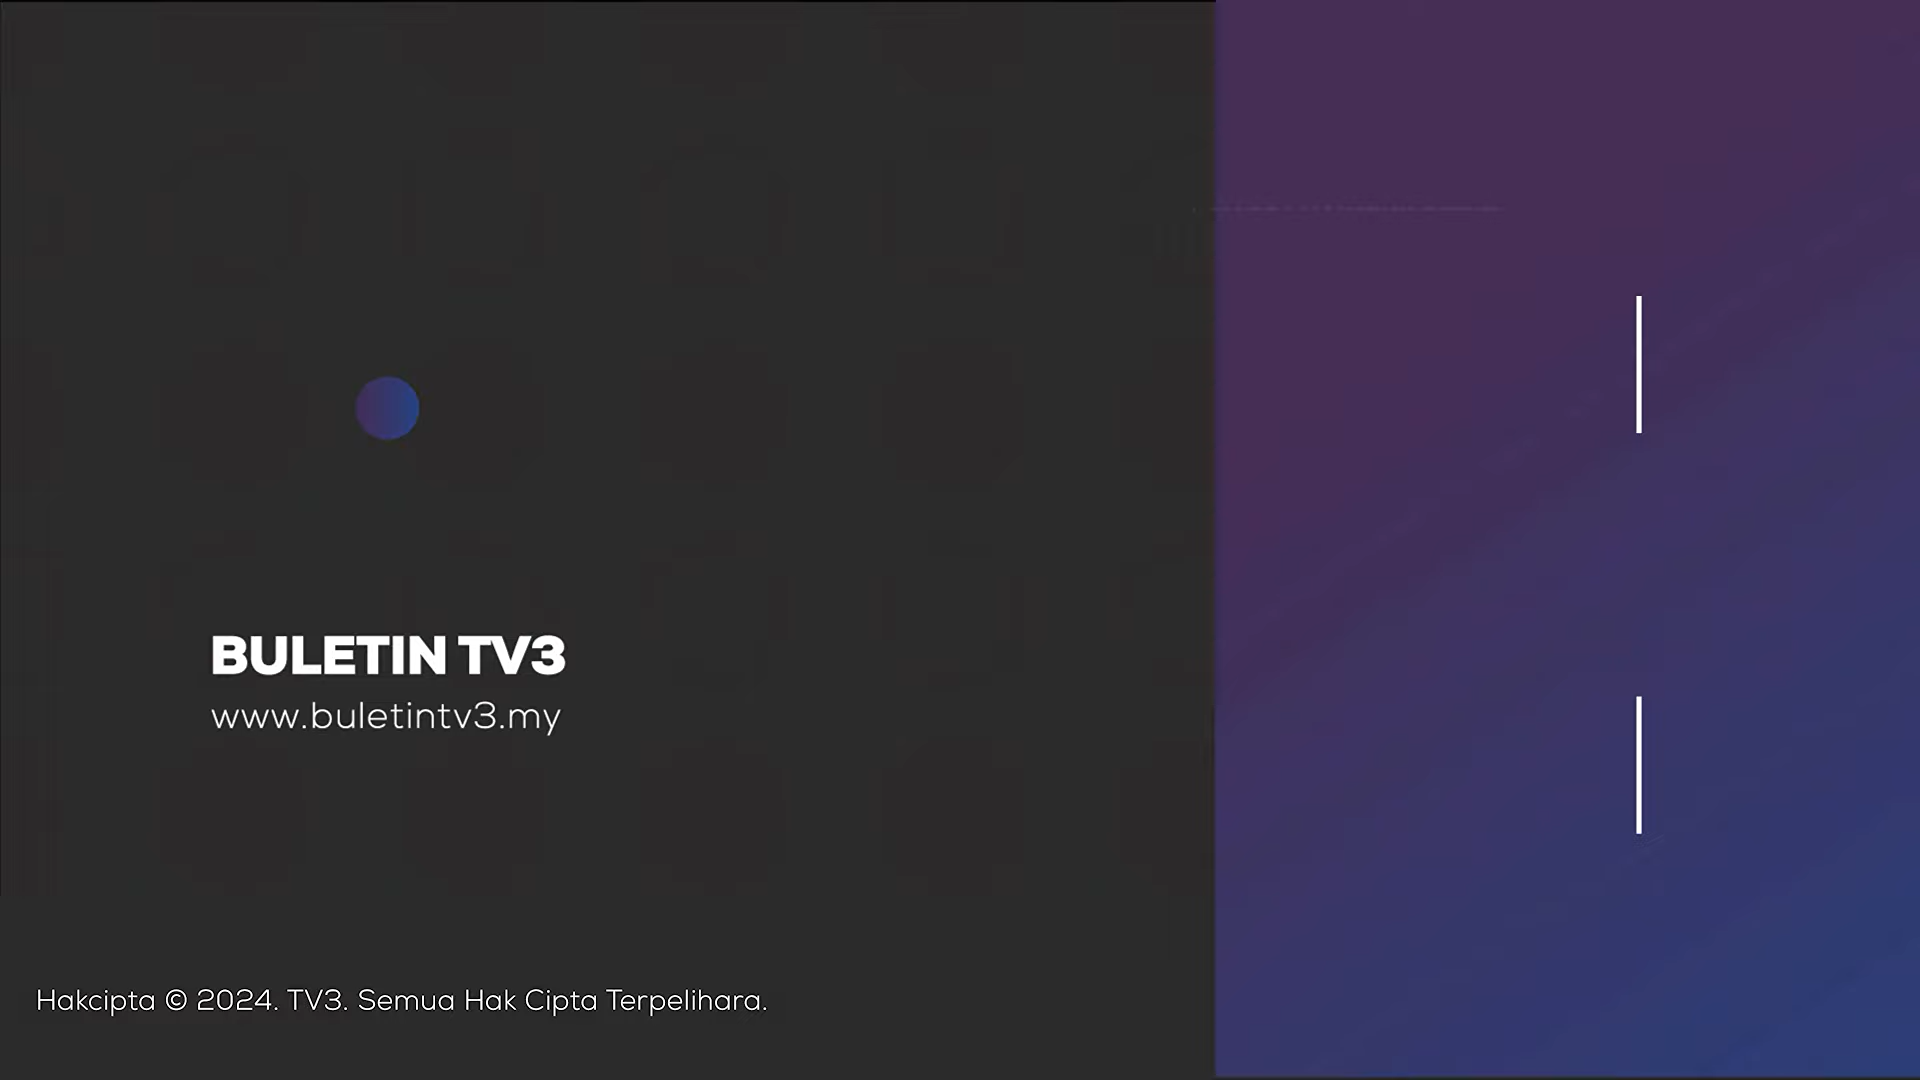 BULETIN TV3
www.buletintv3.my
Hakcipta © 2024. TV3. Semua Hak Cipta Terpelihara.